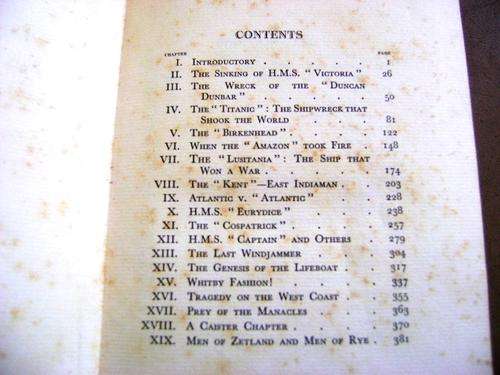 CONTENTS
CHAPTER PAGE
I. INTRODUCTORY . . . . . 1
II. THE SINKING OF H.M.S. "VICTORIA" 26
III. THE WRECK OF THE "DUNCAN
DUNBAR" . . . . . 50
IV. THE "TITANIC": THE SHIPWRECK THAT
SHOOK THE WORLD . . . 81
V. THE "BIRKENHEAD" . . . . 122
VI. WHEN THE "AMAZON" TOOK FIRE . 148
VII. THE "LUSITANIA": THE SHIP THAT
WON A WAR . . . . . 174
VIII. THE "KENT"—EAST INDIAMAN . . 203
IX. ATLANTIC V. "ATLANTIC" . . . 228
X. H.M.S. "EURYDICE" . . . . 238
XI. THE "COSPATRICK" . . . . 257
XII. H.M.S. "CAPTAIN" AND OTHERS . 279
XIII. THE LAST WINDJAMMER . . . 304
XIV. THE GENESIS OF THE LIFEBOAT . . 317
XV. WHITBY FASHION! . . . . 337
XVI. TRAGEDY ON THE WEST COAST . . 355
XVII. PREY OF THE MANACLES . . . 363
XVIII. A CAISTER CHAPTER . . . . 370
XIX. MEN OF ZETLAND AND MEN OF RYE . 381